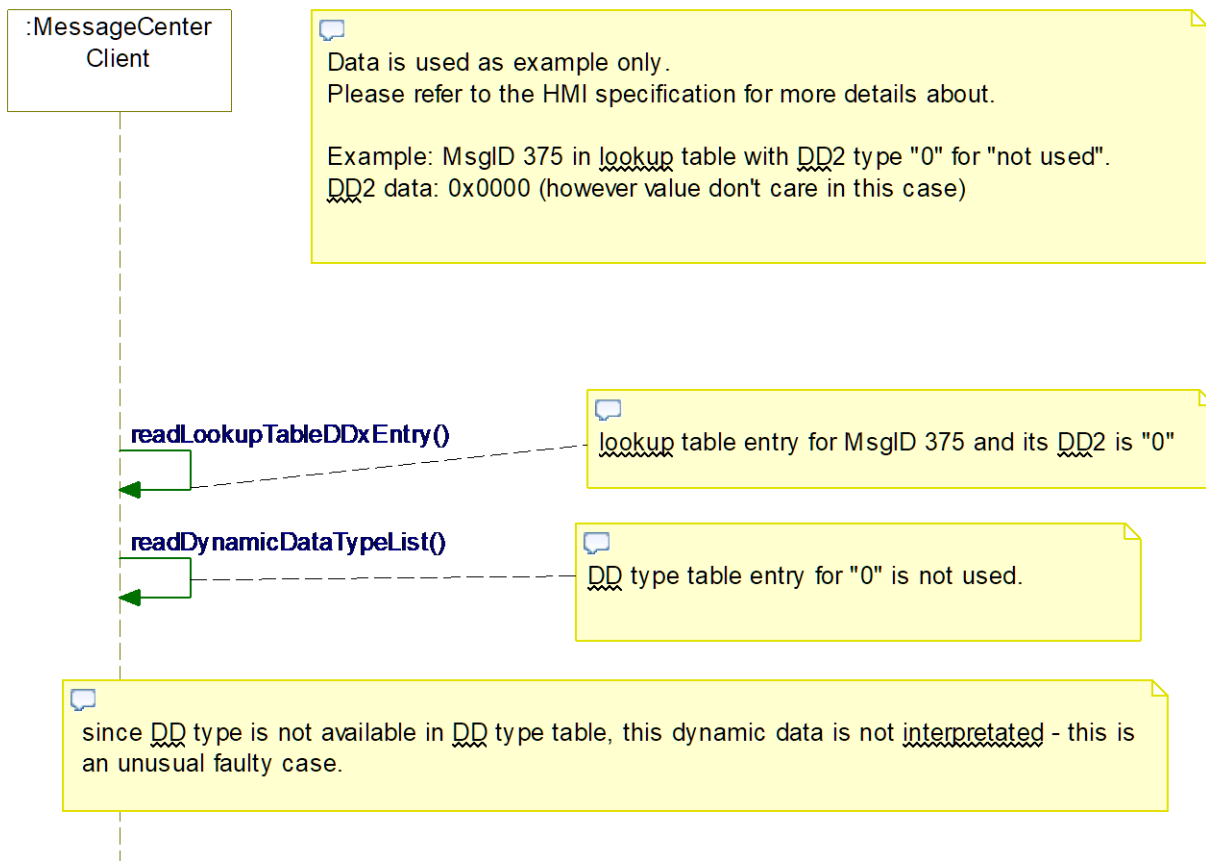 :MessageCenter
Client
Data is used as example only.
Please refer to the HMI specification for more details about.
Example: MsgID 375 in lookup table with DD2 type "0" for "not used".
DD2 data: 0x0000 (however value don't care in this case)
readLookupTableDDxEntry()
lookup table entry for MsgID 375 and its DD2 is "0"
readDynamicDataTypeList()
DD type table entry for "0" is not used.
since DD type is not available in DD type table, this dynamic data is not interpretated - this is
an unusual faulty case.